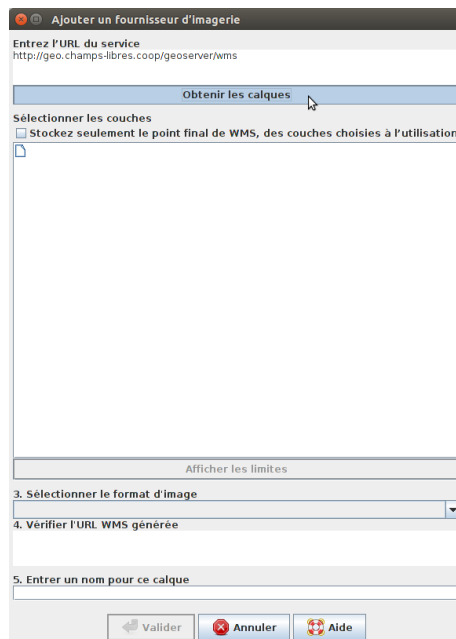 Ajouter un fournisseur d'imagerie
Entrez l’URL du service
http://geo.champs-libres.coop/geoserver/wms
Obtenir les calques
Sélectionner les couches
Stockez seulement le point final de WMS, des couches choisies à l’utilisation
Afficher les limites
3. Sélectionner le format d'image
4. Vérifier l'URL WMS générée
5. Entrer un nom pour ce calque
Valider
Annuler
Aide